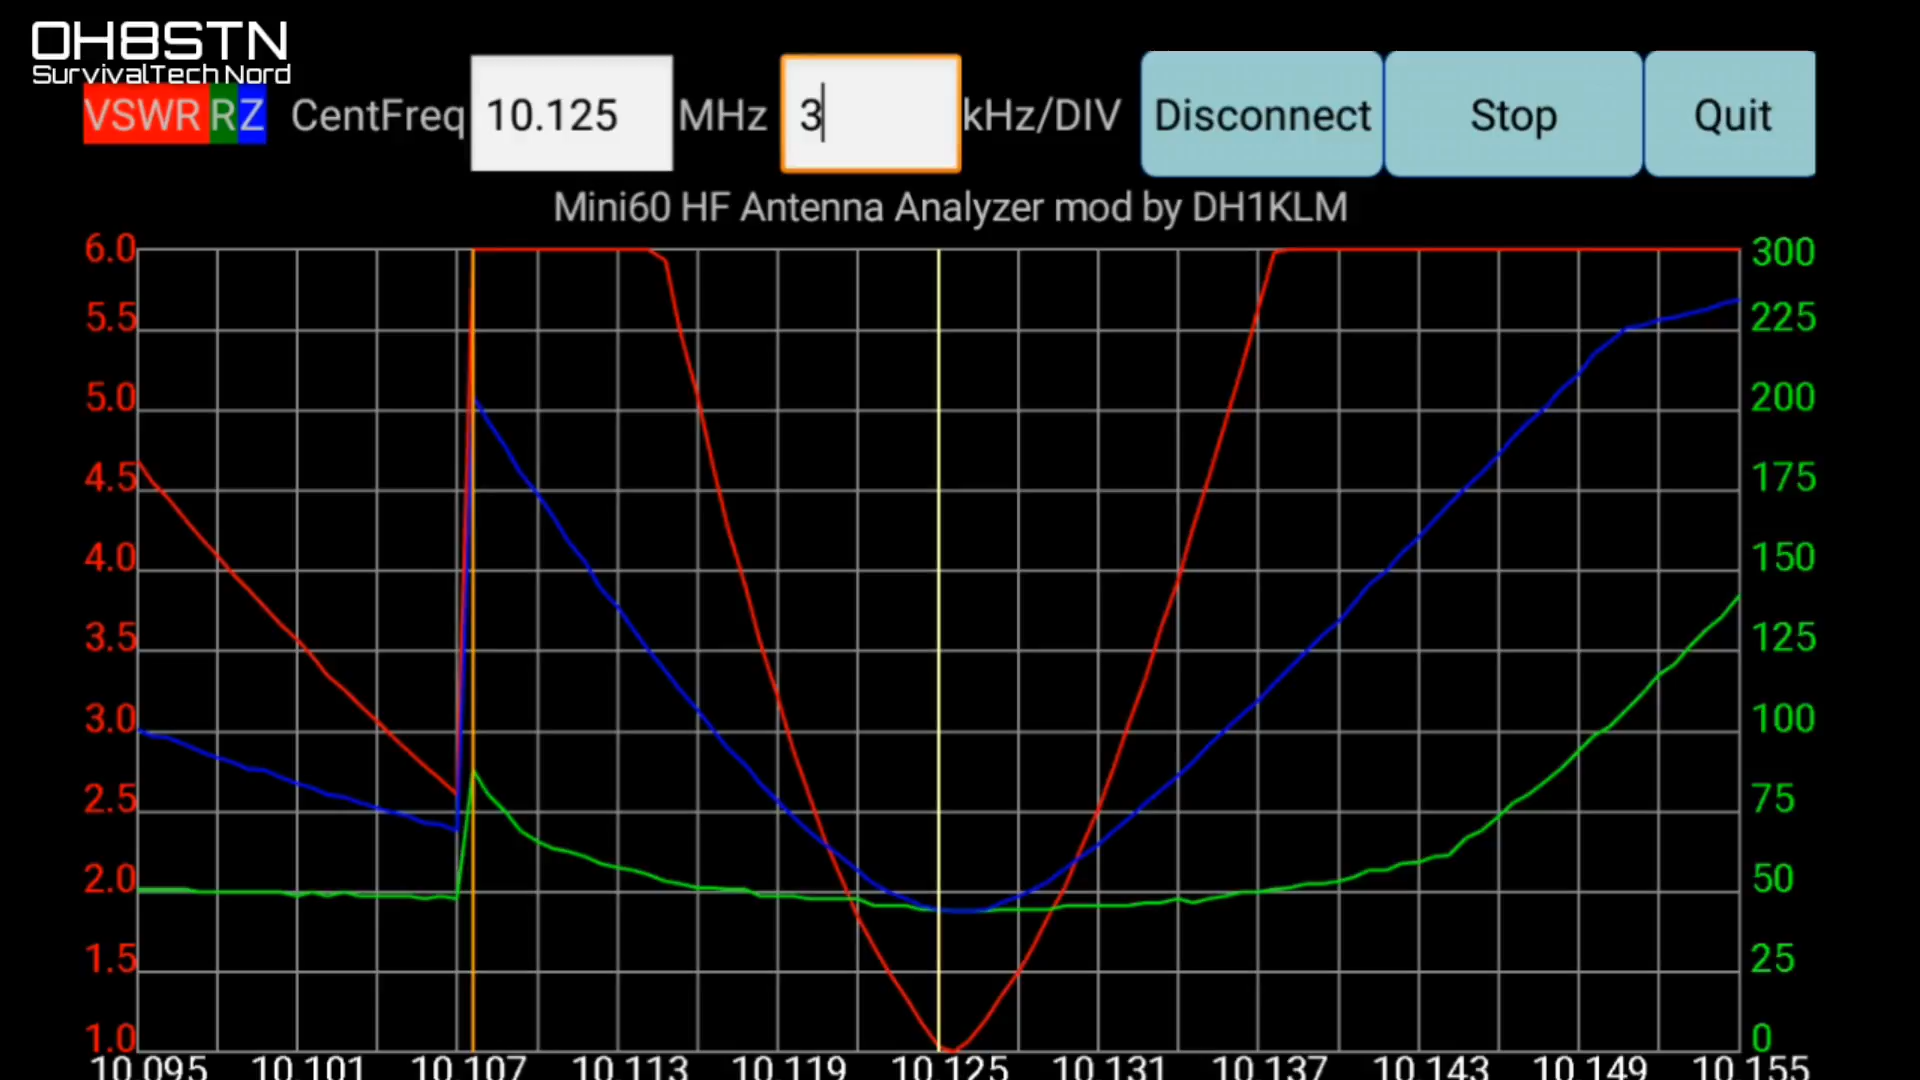 OH8STN
SurvivalTech Nord
VSWR R Z CentFreq 10.125 MHz 3 kHz/DIV Disconnect Stop Quit
Mini60 HF Antenna Analyzer mod by DH1KLM
6.0 300
5.5 225
5.0 200
4.5 175
4.0 150
3.5 125
3.0 100
2.5 75
2.0 50
1.5 25
1.0 0
10.095 10.101 10.107 10.113 10.119 10.125 10.131 10.137 10.143 10.149 10.155